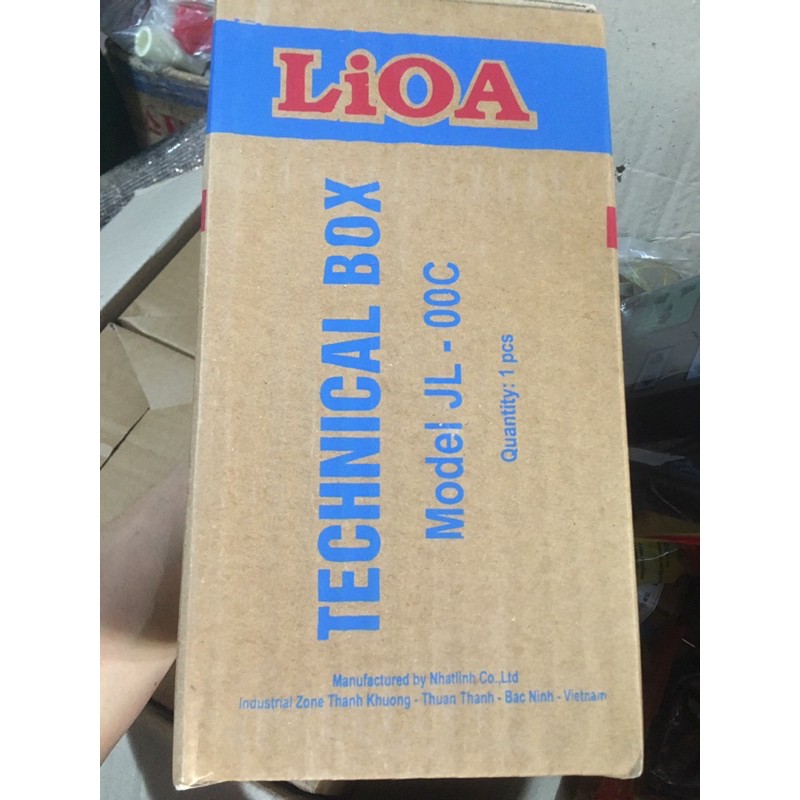 LiOA
TECHNICAL BOX
Model JL - 00C
Quantity: 1 pcs
Manufactured by Nhatlinh Co.,Ltd
Industrial Zone Thanh Khuong - Thuan Thanh - Bac Ninh - Vietnam